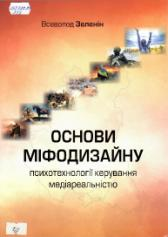 Всеволод Зеленін
ОСНОВИ
МІФОДИЗАЙНУ
психотехнології керування
медіареальністю